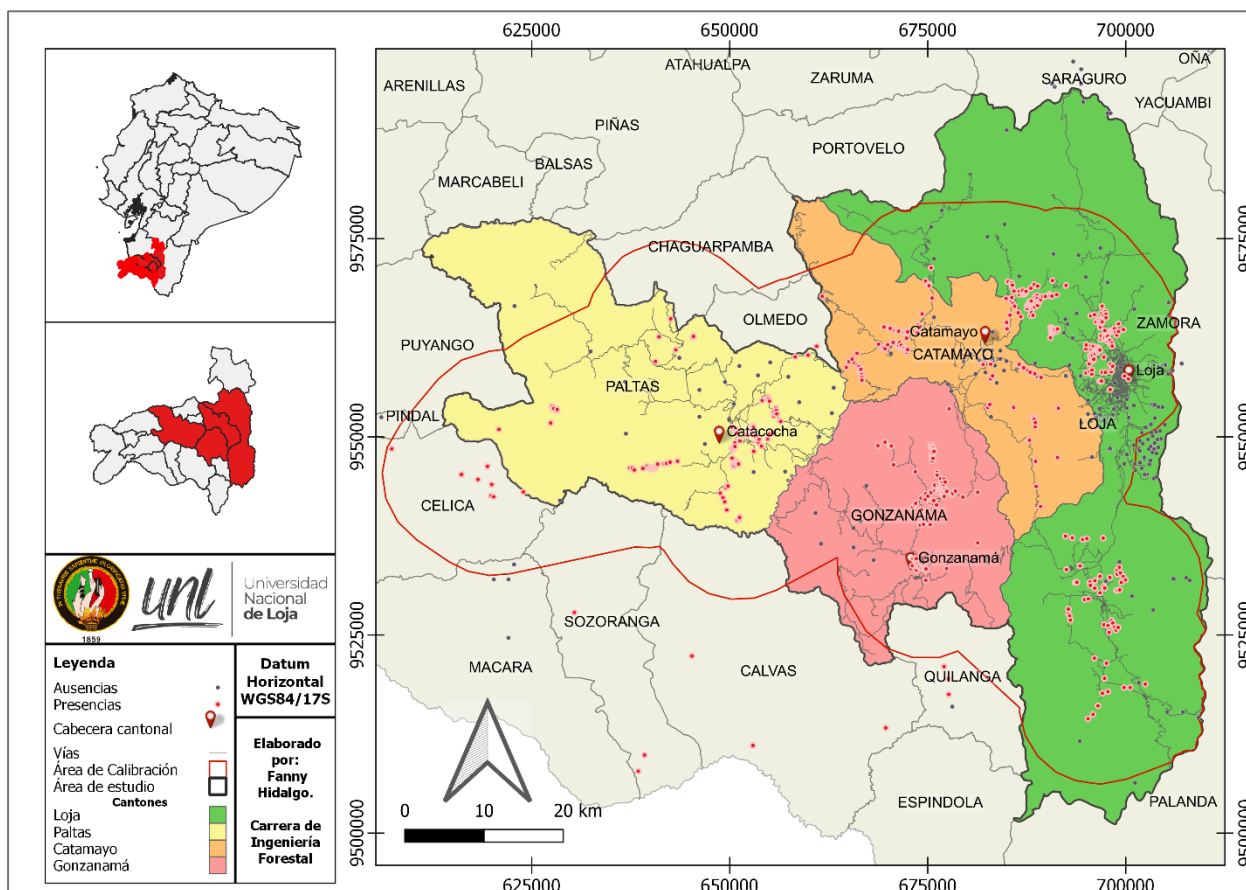 625000 650000 675000 700000
ATAHUALPA
ZARUMA
SARAGURO
OÑA
ARENILLAS
YACUAMBI
PIÑAS
PORTOVELO
BALSAS
MARCABELI
9575000
9575000
CHAGUARPAMBA
OLMEDO
ZAMORA
Catamayo
CATAMAYO
PUYANGO
Loja
PALTAS
PINDAL
Catacocha
LOJA
9550000
9550000
CELICA
GONZANAMA
Gonzanamá
SOZORANGA
9525000
9525000
MACARA
CALVAS
QUILANGA
0 10 20 km
ESPINDOLA
PALANDA
9500000
9500000
625000 650000 675000 700000
1859
unl
Universidad
Nacional
de Loja
Leyenda
Ausencias
Presencias
Cabecera cantonal
Vías
Área de Calibración
Área de estudio
Cantones
Loja
Paltas
Catamayo
Gonzanamá
Datum
Horizontal
WGS84/17S
Elaborado
por:
Fanny
Hidalgo.
Carrera de
Ingeniería
Forestal